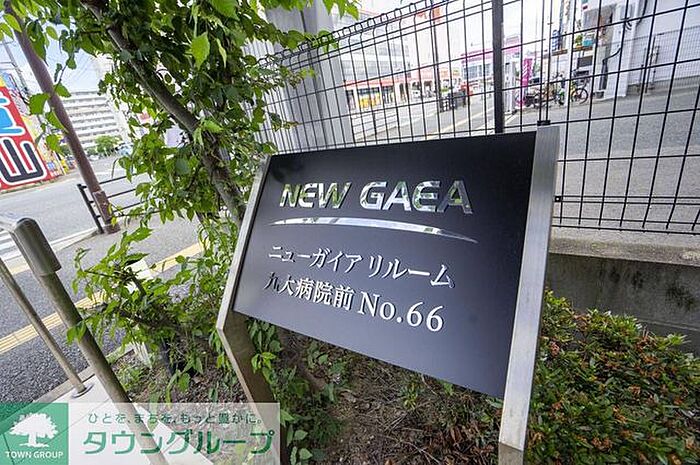 NEW GAEA
ニューガイア リルーム
九大病院前 No.66
山
ひとを、まちを、もっと豊かに。
タウングループ
TOWN GROUP